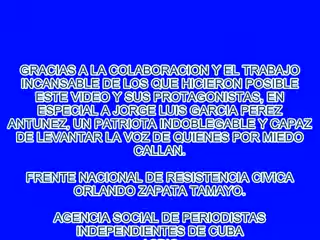 GRACIAS A LA COLABORACION Y EL TRABAJO
INCANSABLE DE LOS QUE HICIERON POSIBLE
ESTE VIDEO Y SUS PROTAGONISTAS, EN
ESPECIAL A JORGE LUIS GARCIA PEREZ
ANTUNEZ, UN PATRIOTA INDOBLEGABLE Y CAPAZ
DE LEVANTAR LA VOZ DE QUIENES POR MIEDO
CALLAN.
FRENTE NACIONAL DE RESISTENCIA CIVICA
ORLANDO ZAPATA TAMAYO.
AGENCIA SOCIAL DE PERIODISTAS
INDEPENDIENTES DE CUBA